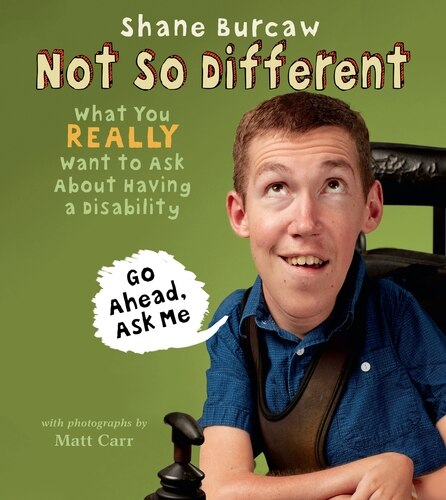 Shane Burcaw
Not So Different
What You
REALLY
Want to Ask
About Having
a Disability
Go
Ahead,
Ask Me
with photographs by
Matt Carr